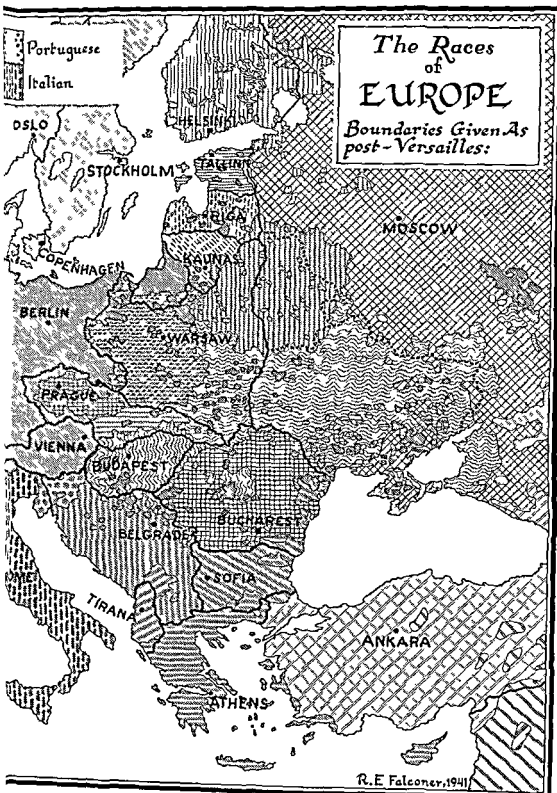 Portuguese
Italian
The Races
of
EUROPE
Boundaries Given As
post-Versailles:
OSLO
HELSINKI
STOCKHOLM
TALLINN
RIGA
MOSCOW
COPENHAGEN
KAUNAS
BERLIN
WARSAW
PRAGUE
VIENNA
BUDAPEST
BELGRADE
BUCHAREST
SOFIA
TIRANA
ANKARA
ATHENS
R.E Falconer, 1941